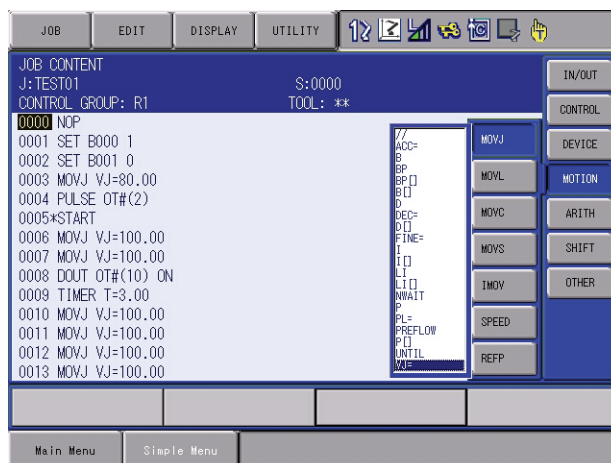 JOB
EDIT
DISPLAY
UTILITY
JOB CONTENT
J:TEST01
S:0000
CONTROL GROUP: R1
TOOL: **
0000 NOP
0001 SET B000 1
0002 SET B001 0
0003 MOVJ VJ=80.00
0004 PULSE OT#(2)
0005*START
0006 MOVJ VJ=100.00
0007 MOVJ VJ=100.00
0008 DOUT OT#(10) ON
0009 TIMER T=3.00
0010 MOVJ VJ=100.00
0011 MOVJ VJ=100.00
0012 MOVJ VJ=100.00
0013 MOVJ VJ=100.00
//
ACC=
B
BP
BP[]
B[]
D
DEC=
D[]
FINE=
I
I[]
LI
LI[]
NWAIT
P
PL=
PREFLOW
P[]
UNTIL
VJ=
MOVJ
MOVL
MOVC
MOVS
IMOV
SPEED
REFP
IN/OUT
CONTROL
DEVICE
MOTION
ARITH
SHIFT
OTHER
Main Menu
Simple Menu